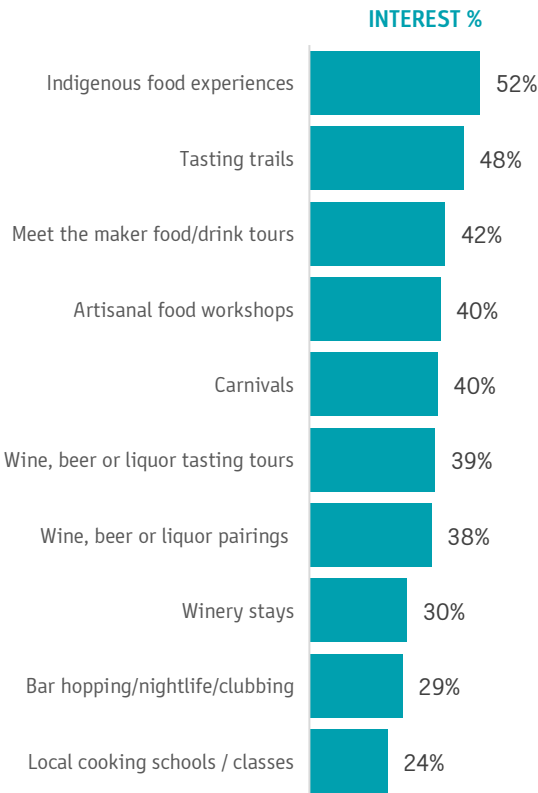 INTEREST %
Indigenous food experiences 52%
Tasting trails 48%
Meet the maker food/drink tours 42%
Artisanal food workshops 40%
Carnivals 40%
Wine, beer or liquor tasting tours 39%
Wine, beer or liquor pairings 38%
Winery stays 30%
Bar hopping/nightlife/clubbing 29%
Local cooking schools / classes 24%